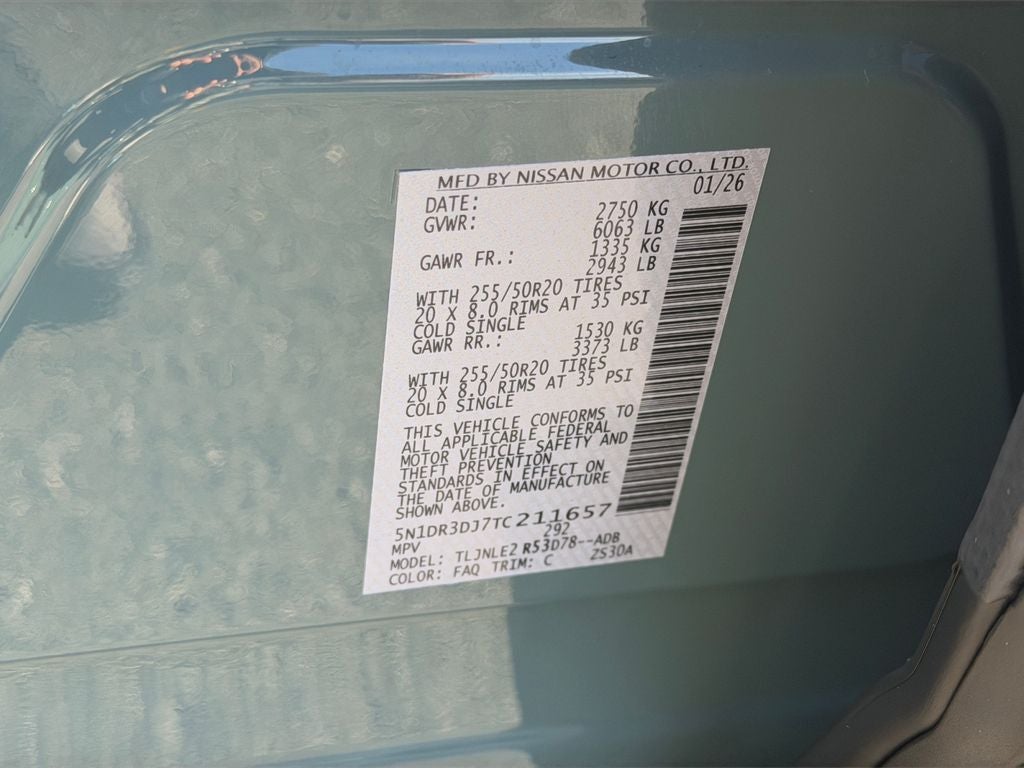 MFD BY NISSAN MOTOR CO., LTD.
DATE: 01/26
GVWR: 2750 KG
6063 LB
GAWR FR.: 1335 KG
2943 LB
WITH 255/50R20 TIRES
20 X 8.0 RIMS AT 35 PSI
COLD SINGLE
GAWR RR.: 1530 KG
3373 LB
WITH 255/50R20 TIRES
20 X 8.0 RIMS AT 35 PSI
COLD SINGLE
THIS VEHICLE CONFORMS TO
ALL APPLICABLE FEDERAL
MOTOR VEHICLE SAFETY AND
THEFT PREVENTION
STANDARDS IN EFFECT ON
THE DATE OF MANUFACTURE
SHOWN ABOVE.
5N1DR3DJ7TC211657
MPV 292
MODEL: TLJNLE2 R53D78--ADB
COLOR: FAQ TRIM: C 2S30A